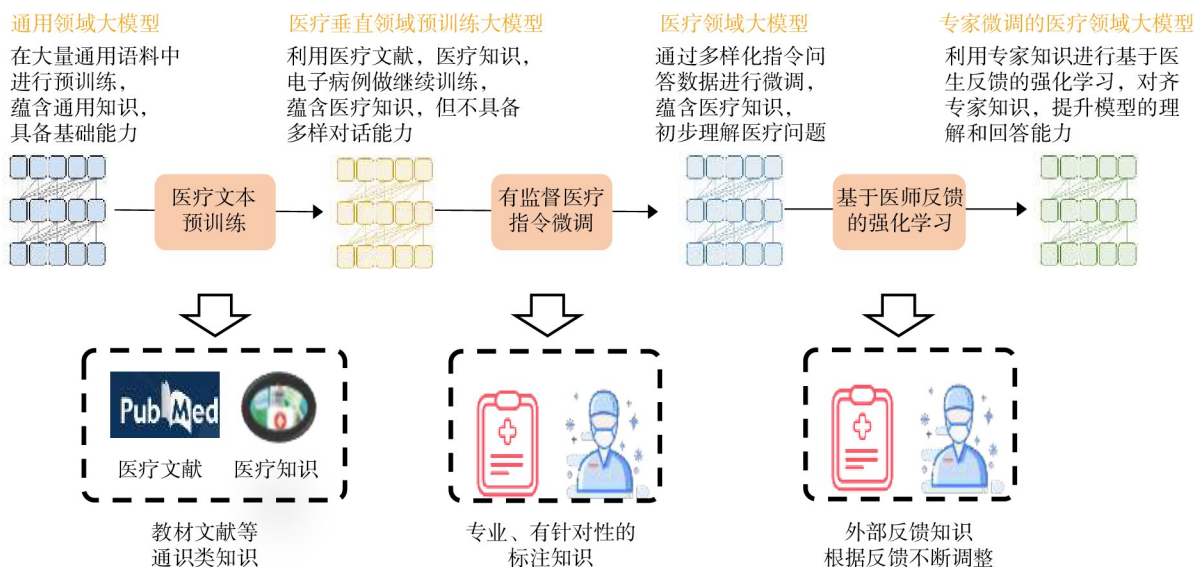 通用领域大模型
在大量通用语料中
进行预训练,
蕴含通用知识,
具备基础能力
医疗垂直领域预训练大模型
利用医疗文献，医疗知识,
电子病例做继续训练,
蕴含医疗知识，但不具备
多样对话能力
医疗领域大模型
通过多样化指令问
答数据进行微调,
蕴含医疗知识,
初步理解医疗问题
专家微调的医疗领域大模型
利用专家知识进行基于医
生反馈的强化学习，对齐
专家知识，提升模型的理
解和回答能力
医疗文本
预训练
有监督医疗
指令微调
基于医师反馈
的强化学习
PubMed
医疗文献
医疗知识
教材文献等
通识类知识
专业、有针对性的
标注知识
外部反馈知识
根据反馈不断调整